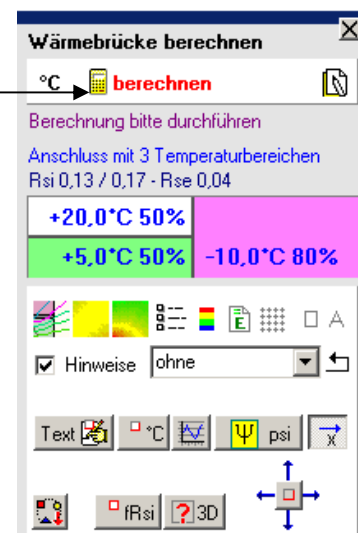 Wärmebrücke berechnen
°C berechnen
Berechnung bitte durchführen
Anschluss mit 3 Temperaturbereichen
Rsi 0,13 / 0,17 - Rse 0,04
+20,0°C 50%
+5,0°C 50% -10,0°C 80%
E A
Hinweise ohne
Text °C Ψ psi x
fRsi ? 3D